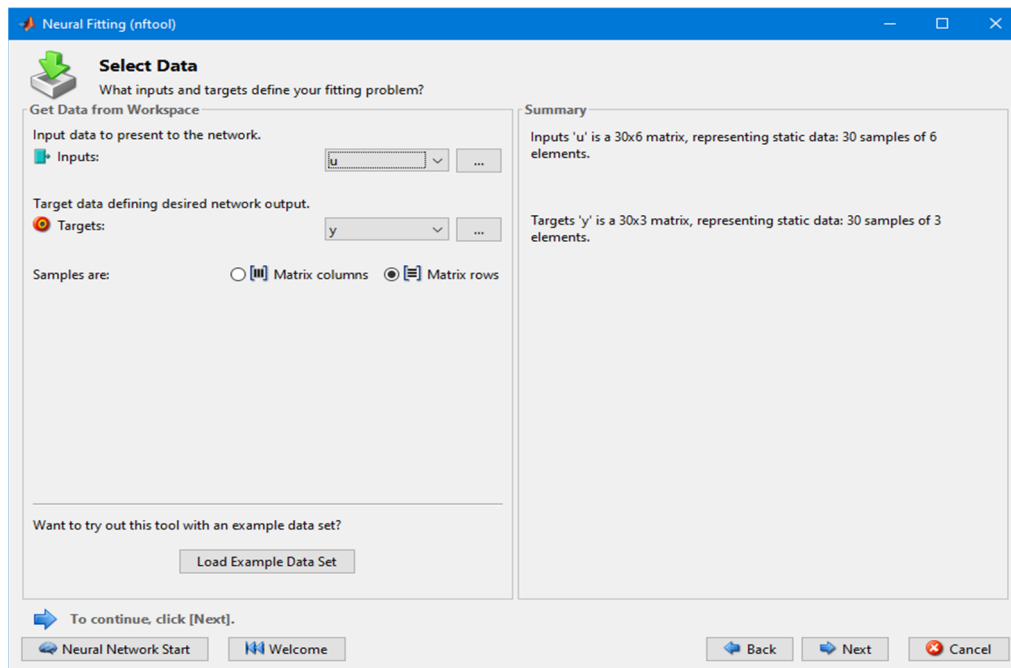 Neural Fitting (nftool)
Select Data
What inputs and targets define your fitting problem?
Get Data from Workspace
Input data to present to the network.
Inputs:
u
...
Target data defining desired network output.
Targets:
y
...
Samples are:
Matrix columns
Matrix rows
Want to try out this tool with an example data set?
Load Example Data Set
Summary
Inputs 'u' is a 30x6 matrix, representing static data: 30 samples of 6
elements.
Targets 'y' is a 30x3 matrix, representing static data: 30 samples of 3
elements.
To continue, click [Next].
Neural Network Start
Welcome
Back
Next
Cancel